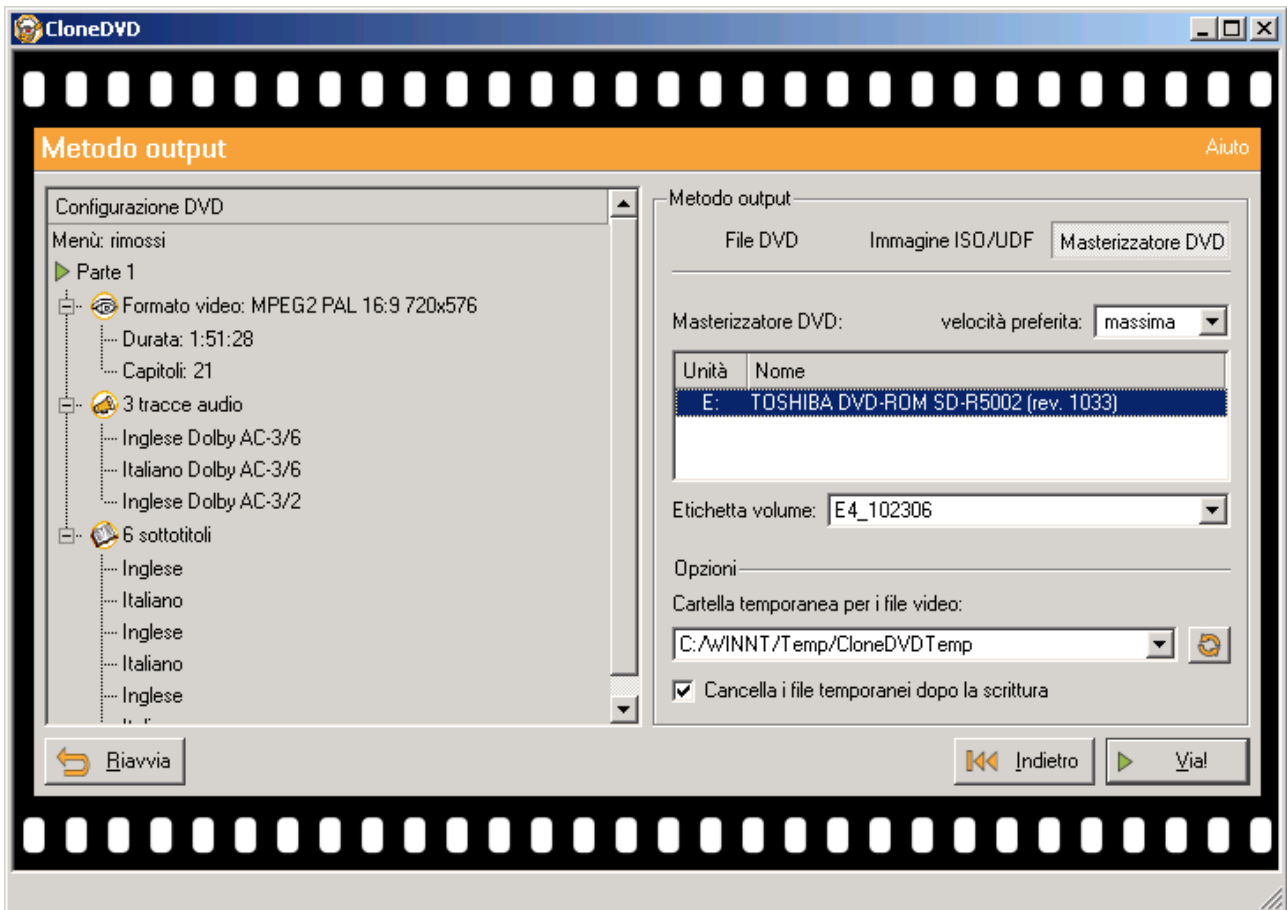 CloneDVD
Metodo output
Aiuto
Configurazione DVD
Menù: rimossi
Parte 1
Formato video: MPEG2 PAL 16:9 720x576
Durata: 1:51:28
Capitoli: 21
3 tracce audio
Inglese Dolby AC-3/6
Italiano Dolby AC-3/6
Inglese Dolby AC-3/2
6 sottotitoli
Inglese
Italiano
Inglese
Italiano
Inglese
Metodo output
File DVD Immagine ISO/UDF Masterizzatore DVD
Masterizzatore DVD: velocità preferita: massima
Unità Nome
E: TOSHIBA DVD-ROM SD-R5002 (rev. 1033)
Etichetta volume: E4_102306
Opzioni
Cartella temporanea per i file video:
C:/WINNT/Temp/CloneDVDTemp
Cancella i file temporanei dopo la scrittura
Riavvia
Indietro
Via!